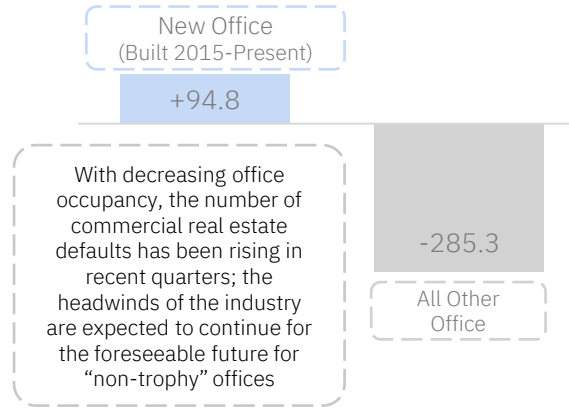 New Office
(Built 2015-Present)
+94.8
With decreasing office
occupancy, the number of
commercial real estate
defaults has been rising in
recent quarters; the
headwinds of the industry
are expected to continue for
the foreseeable future for
“non-trophy” offices
-285.3
All Other
Office